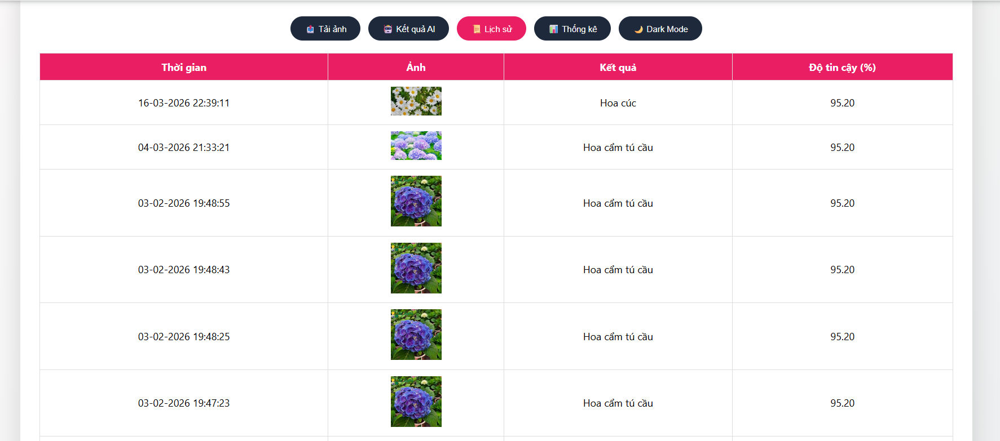 Tải ảnh Kết quả AI Lịch sử Thống kê Dark Mode
Thời gian Ảnh Kết quả Độ tin cậy (%)
16-03-2026 22:39:11 Hoa cúc 95.20
04-03-2026 21:33:21 Hoa cẩm tú cầu 95.20
03-02-2026 19:48:55 Hoa cẩm tú cầu 95.20
03-02-2026 19:48:43 Hoa cẩm tú cầu 95.20
03-02-2026 19:48:25 Hoa cẩm tú cầu 95.20
03-02-2026 19:47:23 Hoa cẩm tú cầu 95.20